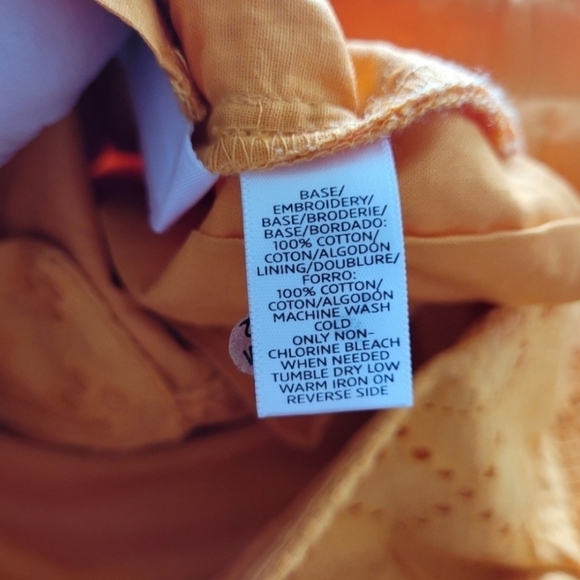 BASE/
EMBROIDERY/
BASE/BRODERIE/
BASE/BORDADO:
100% COTTON/
COTON/ALGODÓN
LINING/DOUBLURE/
FORRO:
100% COTTON/
COTON/ALGODÓN
MACHINE WASH
COLD
ONLY NON-
CHLORINE BLEACH
WHEN NEEDED
TUMBLE DRY LOW
WARM IRON ON
REVERSE SIDE